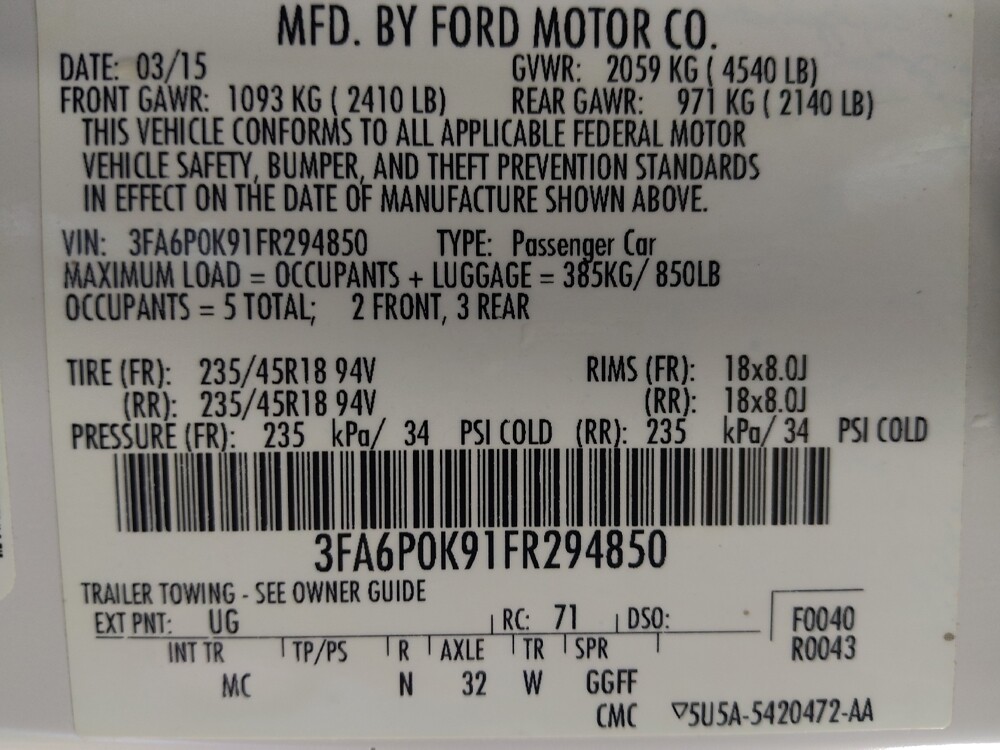 MFD. BY FORD MOTOR CO.
DATE: 03/15 GVWR: 2059 KG ( 4540 LB)
FRONT GAWR: 1093 KG ( 2410 LB) REAR GAWR: 971 KG ( 2140 LB)
THIS VEHICLE CONFORMS TO ALL APPLICABLE FEDERAL MOTOR
VEHICLE SAFETY, BUMPER, AND THEFT PREVENTION STANDARDS
IN EFFECT ON THE DATE OF MANUFACTURE SHOWN ABOVE.
VIN: 3FA6P0K91FR294850 TYPE: Passenger Car
MAXIMUM LOAD = OCCUPANTS + LUGGAGE = 385KG/ 850LB
OCCUPANTS = 5 TOTAL; 2 FRONT, 3 REAR
TIRE (FR): 235/45R18 94V RIMS (FR): 18x8.0J
(RR): 235/45R18 94V (RR): 18x8.0J
PRESSURE (FR): 235 kPa/ 34 PSI COLD (RR): 235 kPa/ 34 PSI COLD
3FA6P0K91FR294850
TRAILER TOWING - SEE OWNER GUIDE
EXT PNT: UG RC: 71 DSO: F0040
INT TR TP/PS R AXLE TR SPR R0043
MC N 32 W GGFF
CMC ▽5U5A-5420472-AA